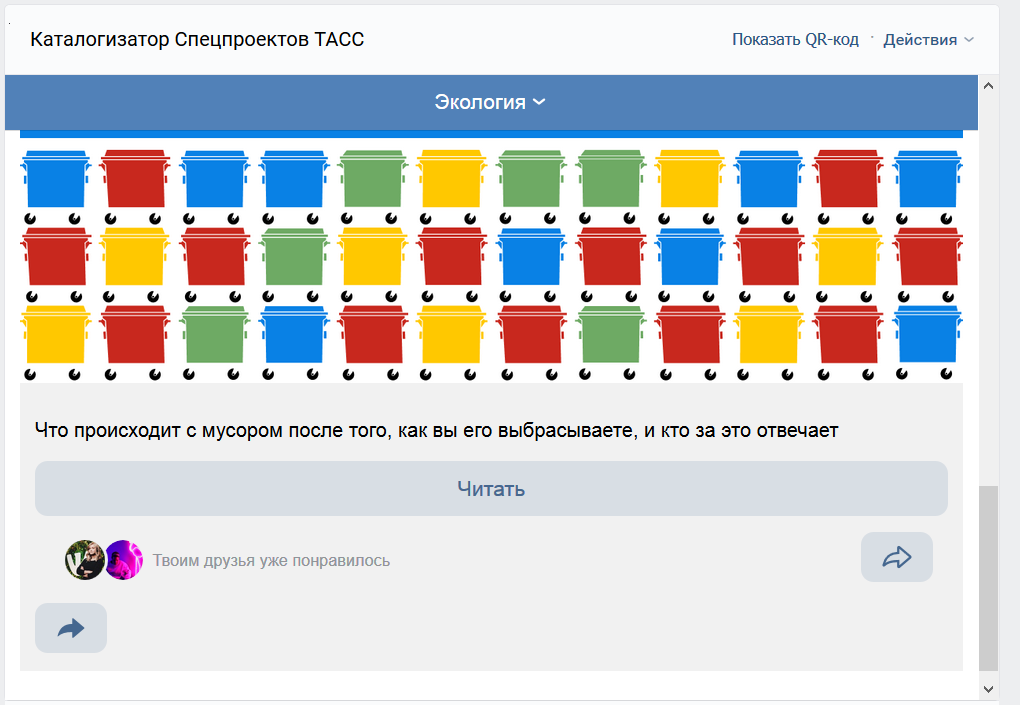 Каталогизатор Спецпроектов ТАСС
Показать QR-код · Действия
Экология
Что происходит с мусором после того, как вы его выбрасываете, и кто за это отвечает
Читать
Твоим друзья уже понравилось